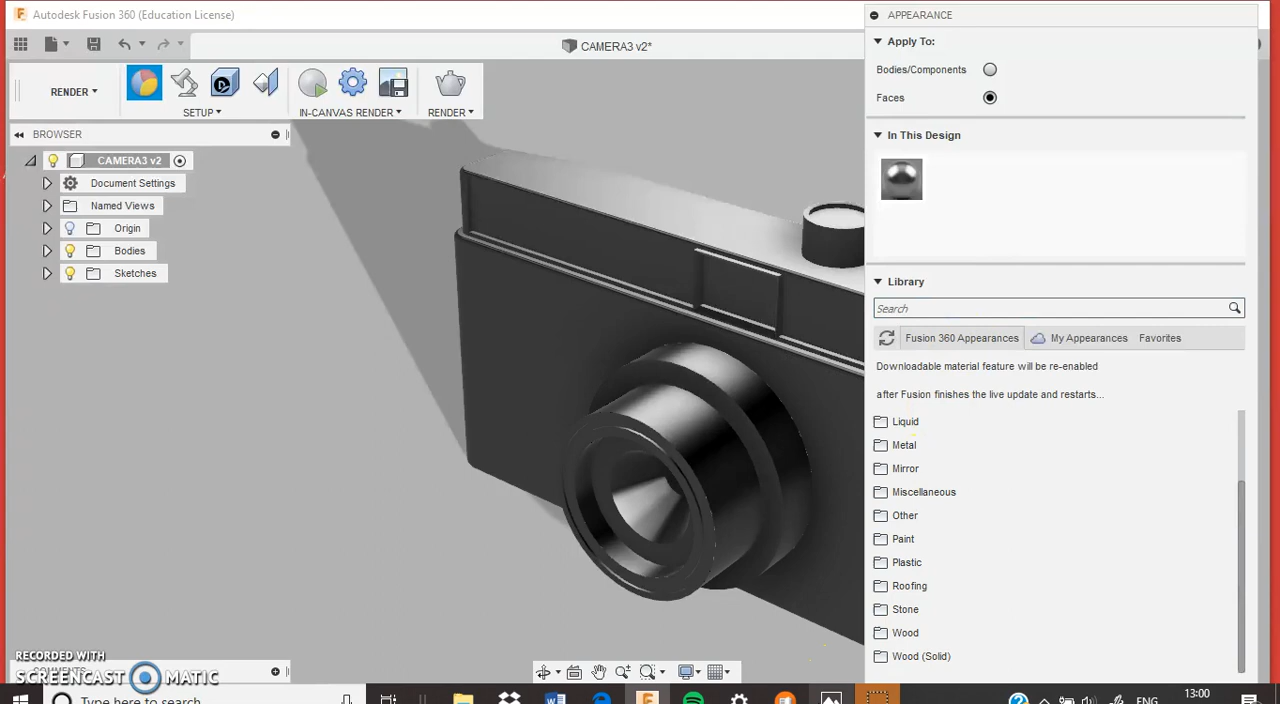 Autodesk Fusion 360 (Education License)
CAMERA3 v2*
RENDER
SETUP
IN-CANVAS RENDER
RENDER
BROWSER
CAMERA3 v2
Document Settings
Named Views
Origin
Bodies
Sketches
APPEARANCE
Apply To:
Bodies/Components
Faces
In This Design
Library
Search
Fusion 360 Appearances My Appearances Favorites
Downloadable material feature will be re-enabled
after Fusion finishes the live update and restarts...
Liquid
Metal
Mirror
Miscellaneous
Other
Paint
Plastic
Roofing
Stone
Wood
Wood (Solid)
RECORDED WITH
COMMENTS
SCREENCAST MATIC
Type here to search
ENG
13:00